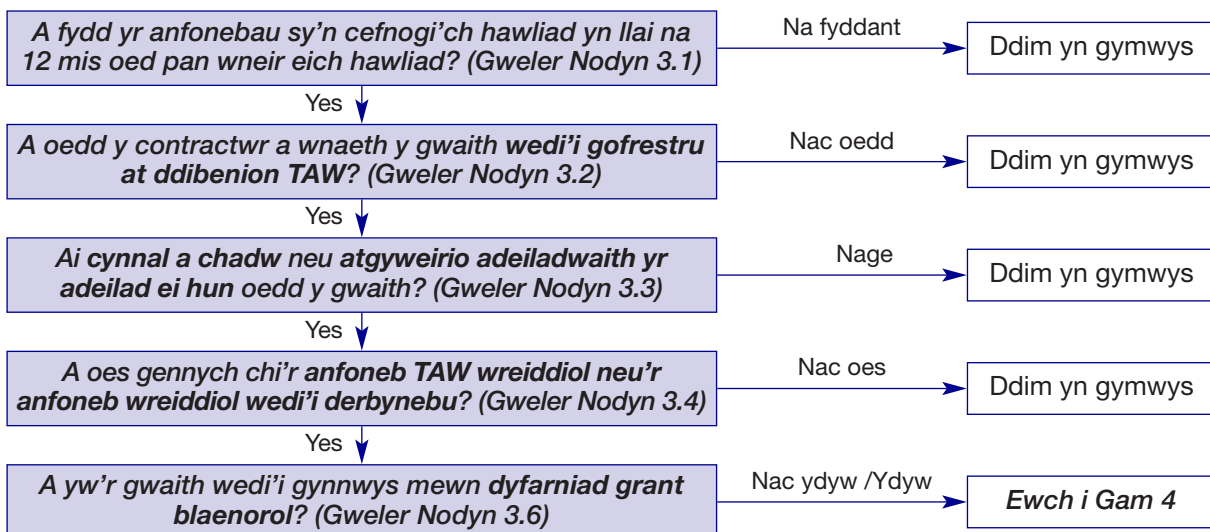 A fydd yr anfonebau sy'n cefnogi'ch hawliad yn llai na
12 mis oed pan wneir eich hawliad? (Gweler Nodyn 3.1)
Na fyddant
Ddim yn gymwys
Yes
A oedd y contractwr a wnaeth y gwaith wedi'i gofrestru
at ddibenion TAW? (Gweler Nodyn 3.2)
Nac oedd
Ddim yn gymwys
Yes
Ai cynnal a chadw neu atgyweirio adeiladwaith yr
adeilad ei hun oedd y gwaith? (Gweler Nodyn 3.3)
Nage
Ddim yn gymwys
Yes
A oes gennych chi'r anfoneb TAW wreiddiol neu'r
anfoneb wreiddiol wedi'i derbynebu? (Gweler Nodyn 3.4)
Nac oes
Ddim yn gymwys
Yes
A yw'r gwaith wedi'i gynnwys mewn dyfarniad grant
blaenorol? (Gweler Nodyn 3.6)
Nac ydyw /Ydyw
Ewch i Gam 4